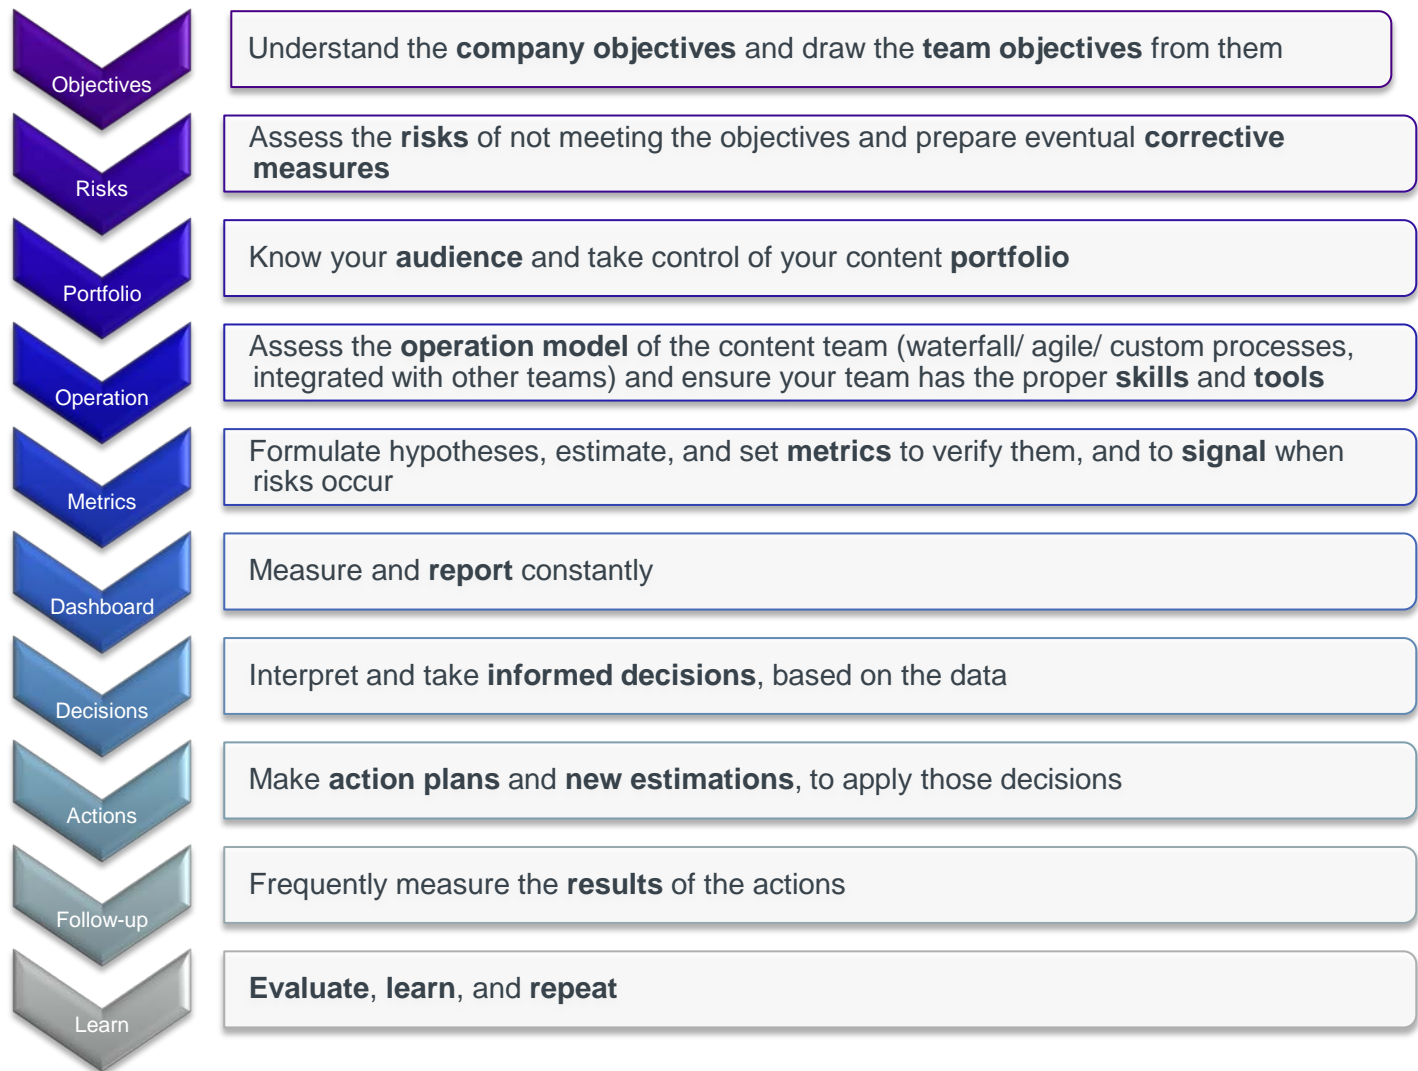 Objectives
Understand the company objectives and draw the team objectives from them
Risks
Assess the risks of not meeting the objectives and prepare eventual corrective
measures
Portfolio
Know your audience and take control of your content portfolio
Operation
Assess the operation model of the content team (waterfall/ agile/ custom processes,
integrated with other teams) and ensure your team has the proper skills and tools
Metrics
Formulate hypotheses, estimate, and set metrics to verify them, and to signal when
risks occur
Dashboard
Measure and report constantly
Decisions
Interpret and take informed decisions, based on the data
Actions
Make action plans and new estimations, to apply those decisions
Follow-up
Frequently measure the results of the actions
Learn
Evaluate, learn, and repeat